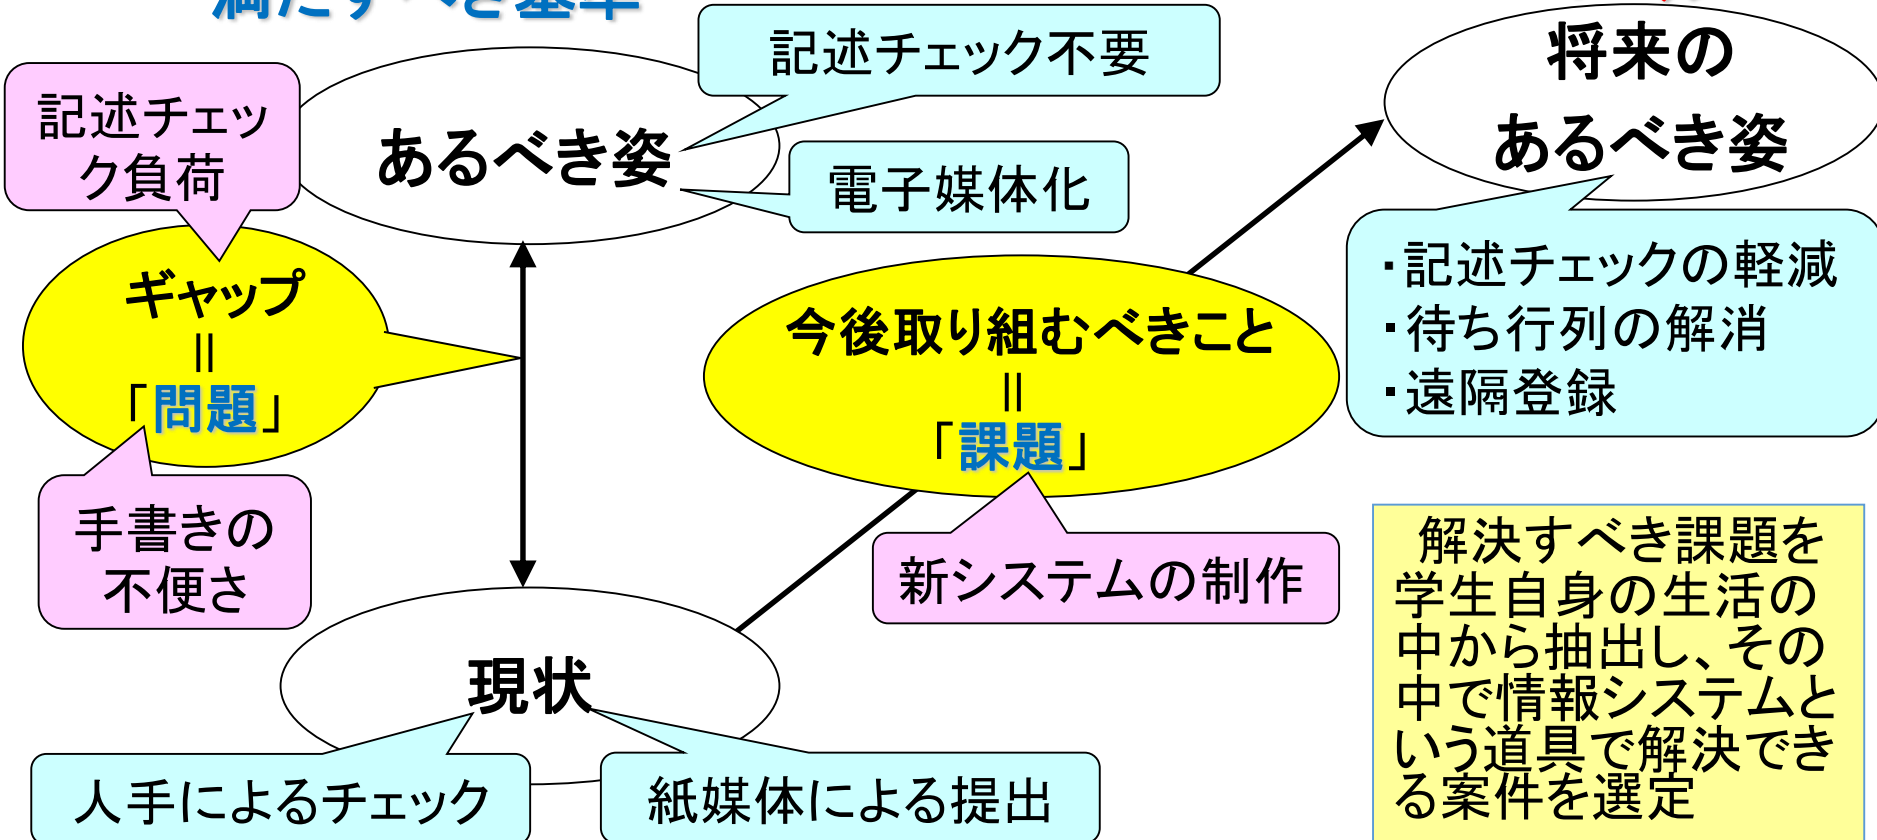 満たすべき基準
記述チェック不要
将来の
あるべき姿
記述チェッ
ク負荷
あるべき姿
電子媒体化
ギャップ
＝
「問題」
今後取り組むべきこと
＝
「課題」
・記述チェックの軽減
・待ち行列の解消
・遠隔登録
手書きの
不便さ
新システムの制作
解決すべき課題を
学生自身の生活の
中から抽出し、その
中で情報システムと
いう道具で解決でき
る案件を選定
現状
人手によるチェック
紙媒体による提出